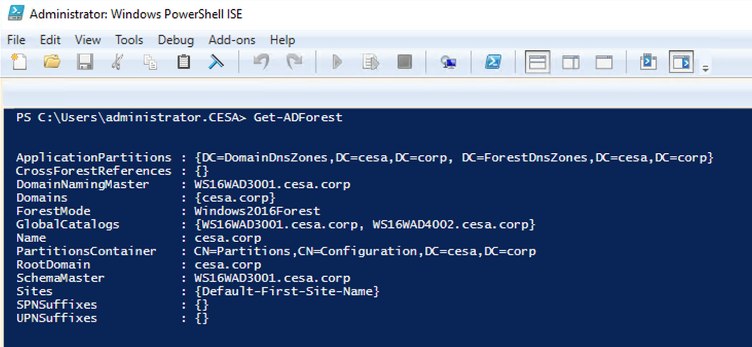 Administrator: Windows PowerShell ISE
File Edit View Tools Debug Add-ons Help
PS C:\Users\administrator.CESA> Get-ADForest
ApplicationPartitions : {DC=DomainDnsZones,DC=cesa,DC=corp, DC=ForestDnsZones,DC=cesa,DC=corp}
CrossForestReferences : {}
DomainNamingMaster : WS16WAD3001.cesa.corp
Domains : {cesa.corp}
ForestMode : Windows2016Forest
GlobalCatalogs : {WS16WAD3001.cesa.corp, WS16WAD4002.cesa.corp}
Name : cesa.corp
PartitionsContainer : CN=Partitions,CN=Configuration,DC=cesa,DC=corp
RootDomain : cesa.corp
SchemaMaster : WS16WAD3001.cesa.corp
Sites : {Default-First-Site-Name}
SPNSuffixes : {}
UPNSuffixes : {}